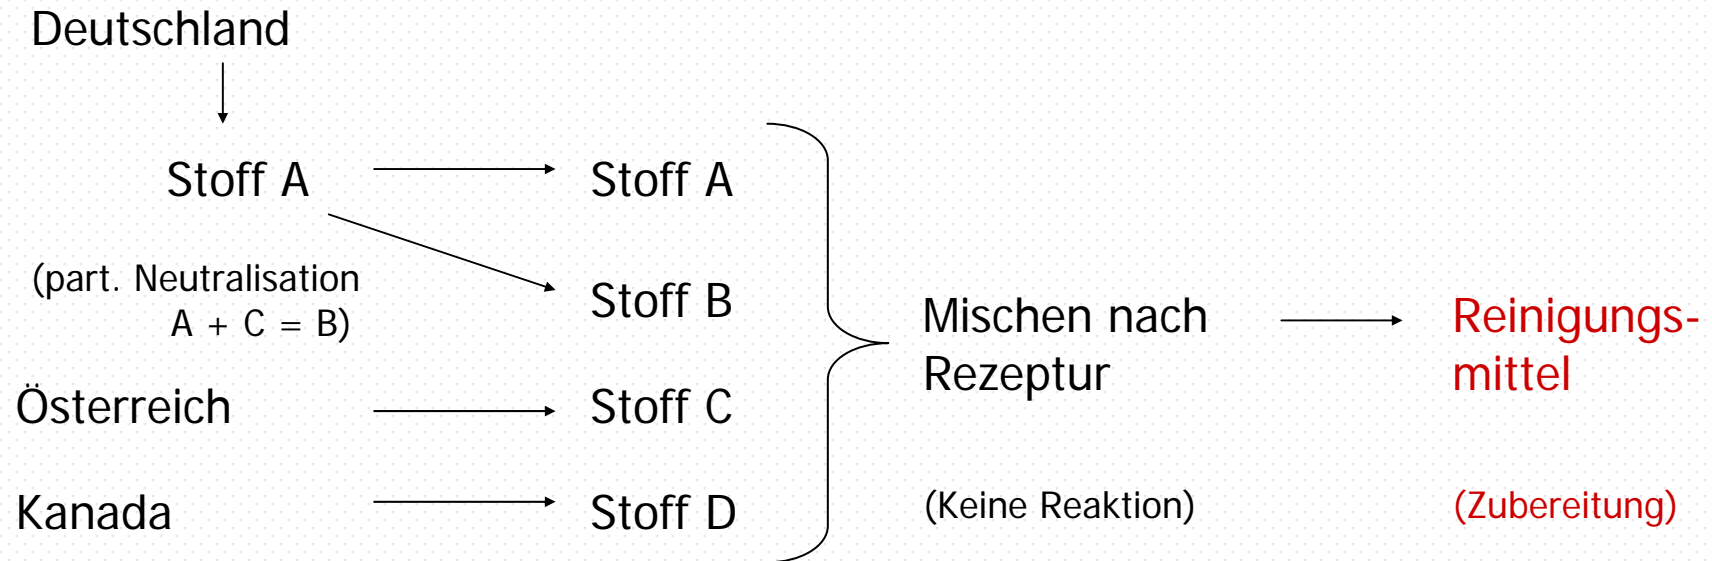 Deutschland
Stoff A
Stoff A
(part. Neutralisation
A + C = B)
Stoff B
Mischen nach
Rezeptur
Reinigungs-
mittel
Österreich
Stoff C
Kanada
Stoff D
(Keine Reaktion)
(Zubereitung)